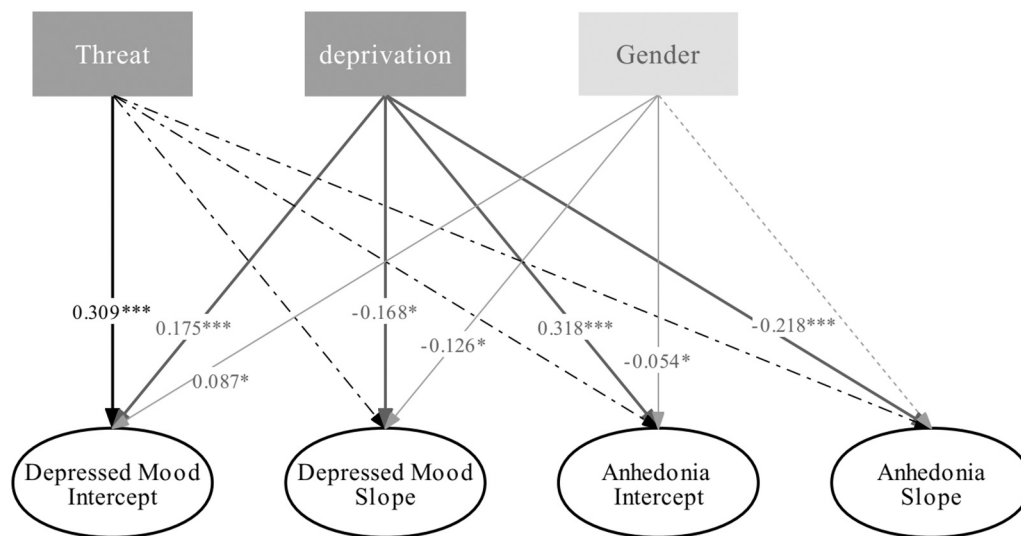 Threat
deprivation
Gender
0.309***
0.175***
-0.168*
0.318***
-0.218***
-0.126*
-0.054*
0.087*
Depressed Mood
Intercept
Depressed Mood
Slope
Anhedonia
Intercept
Anhedonia
Slope